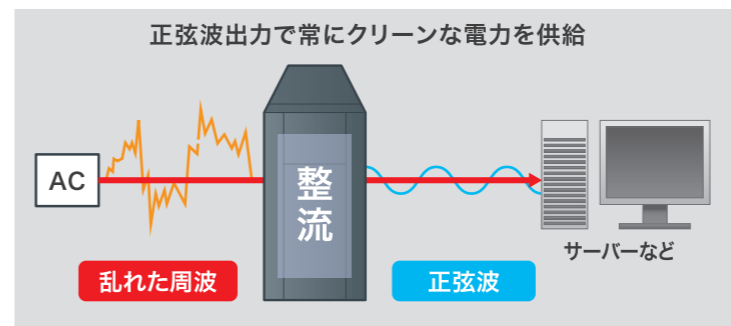 正弦波出力で常にクリーンな電力を供給
AC
整流
サーバーなど
乱れた周波
正弦波